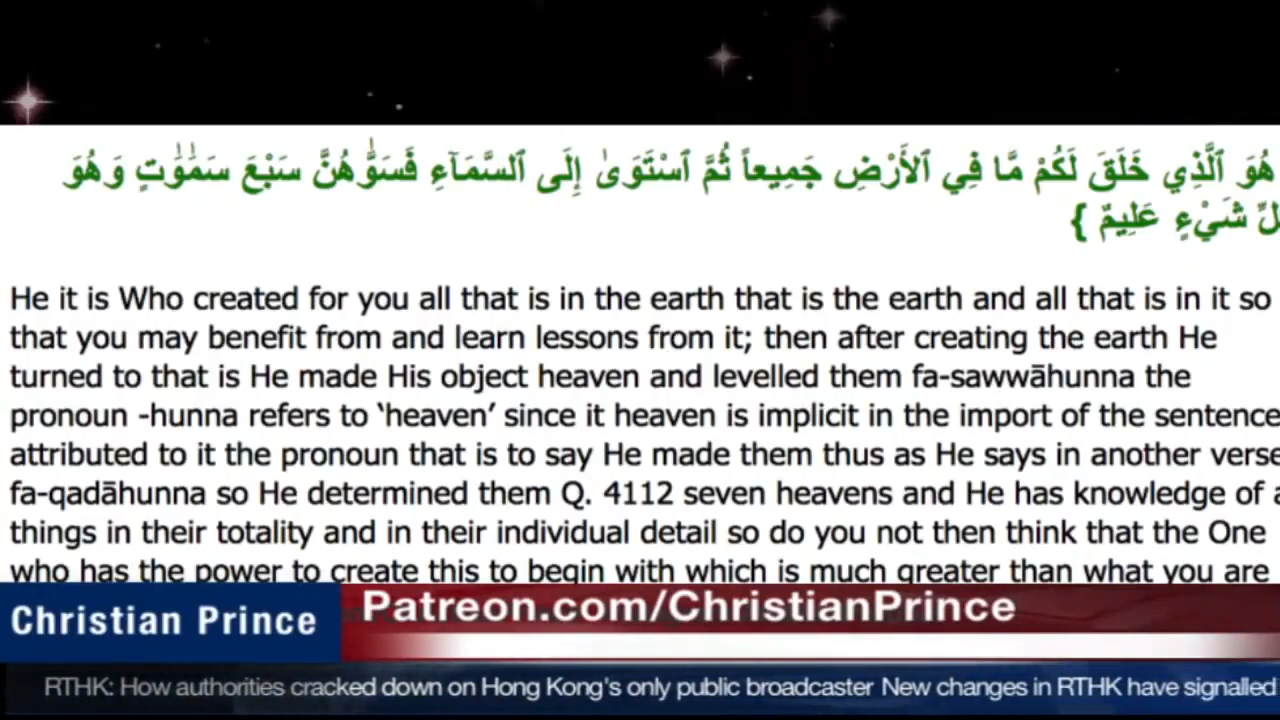 هُوَ ٱلَّذِي خَلَقَ لَكُمْ مَّا فِي ٱلأَرْضِ جَمِيعاً ثُمَّ ٱسْتَوَىٰ إِلَى ٱلسَّمَآءِ فَسَوَّٰهُنَّ سَبْعَ سَمَٰوَٰتٍ وَهُوَ
شَيْءٍ عَلِيمٌ }
He it is Who created for you all that is in the earth that is the earth and all that is in it so
that you may benefit from and learn lessons from it; then after creating the earth He
turned to that is He made His object heaven and levelled them fa-sawwāhunna the
pronoun -hunna refers to ‘heaven’ since it heaven is implicit in the import of the sentence
attributed to it the pronoun that is to say He made them thus as He says in another verse
fa-qadāhunna so He determined them Q. 4112 seven heavens and He has knowledge of
things in their totality and in their individual detail so do you not then think that the One
who has the power to create this to begin with which is much greater than what you are
Christian Prince
Patreon.com/ChristianPrince
RTHK: How authorities cracked down on Hong Kong's only public broadcaster New changes in RTHK have signalled